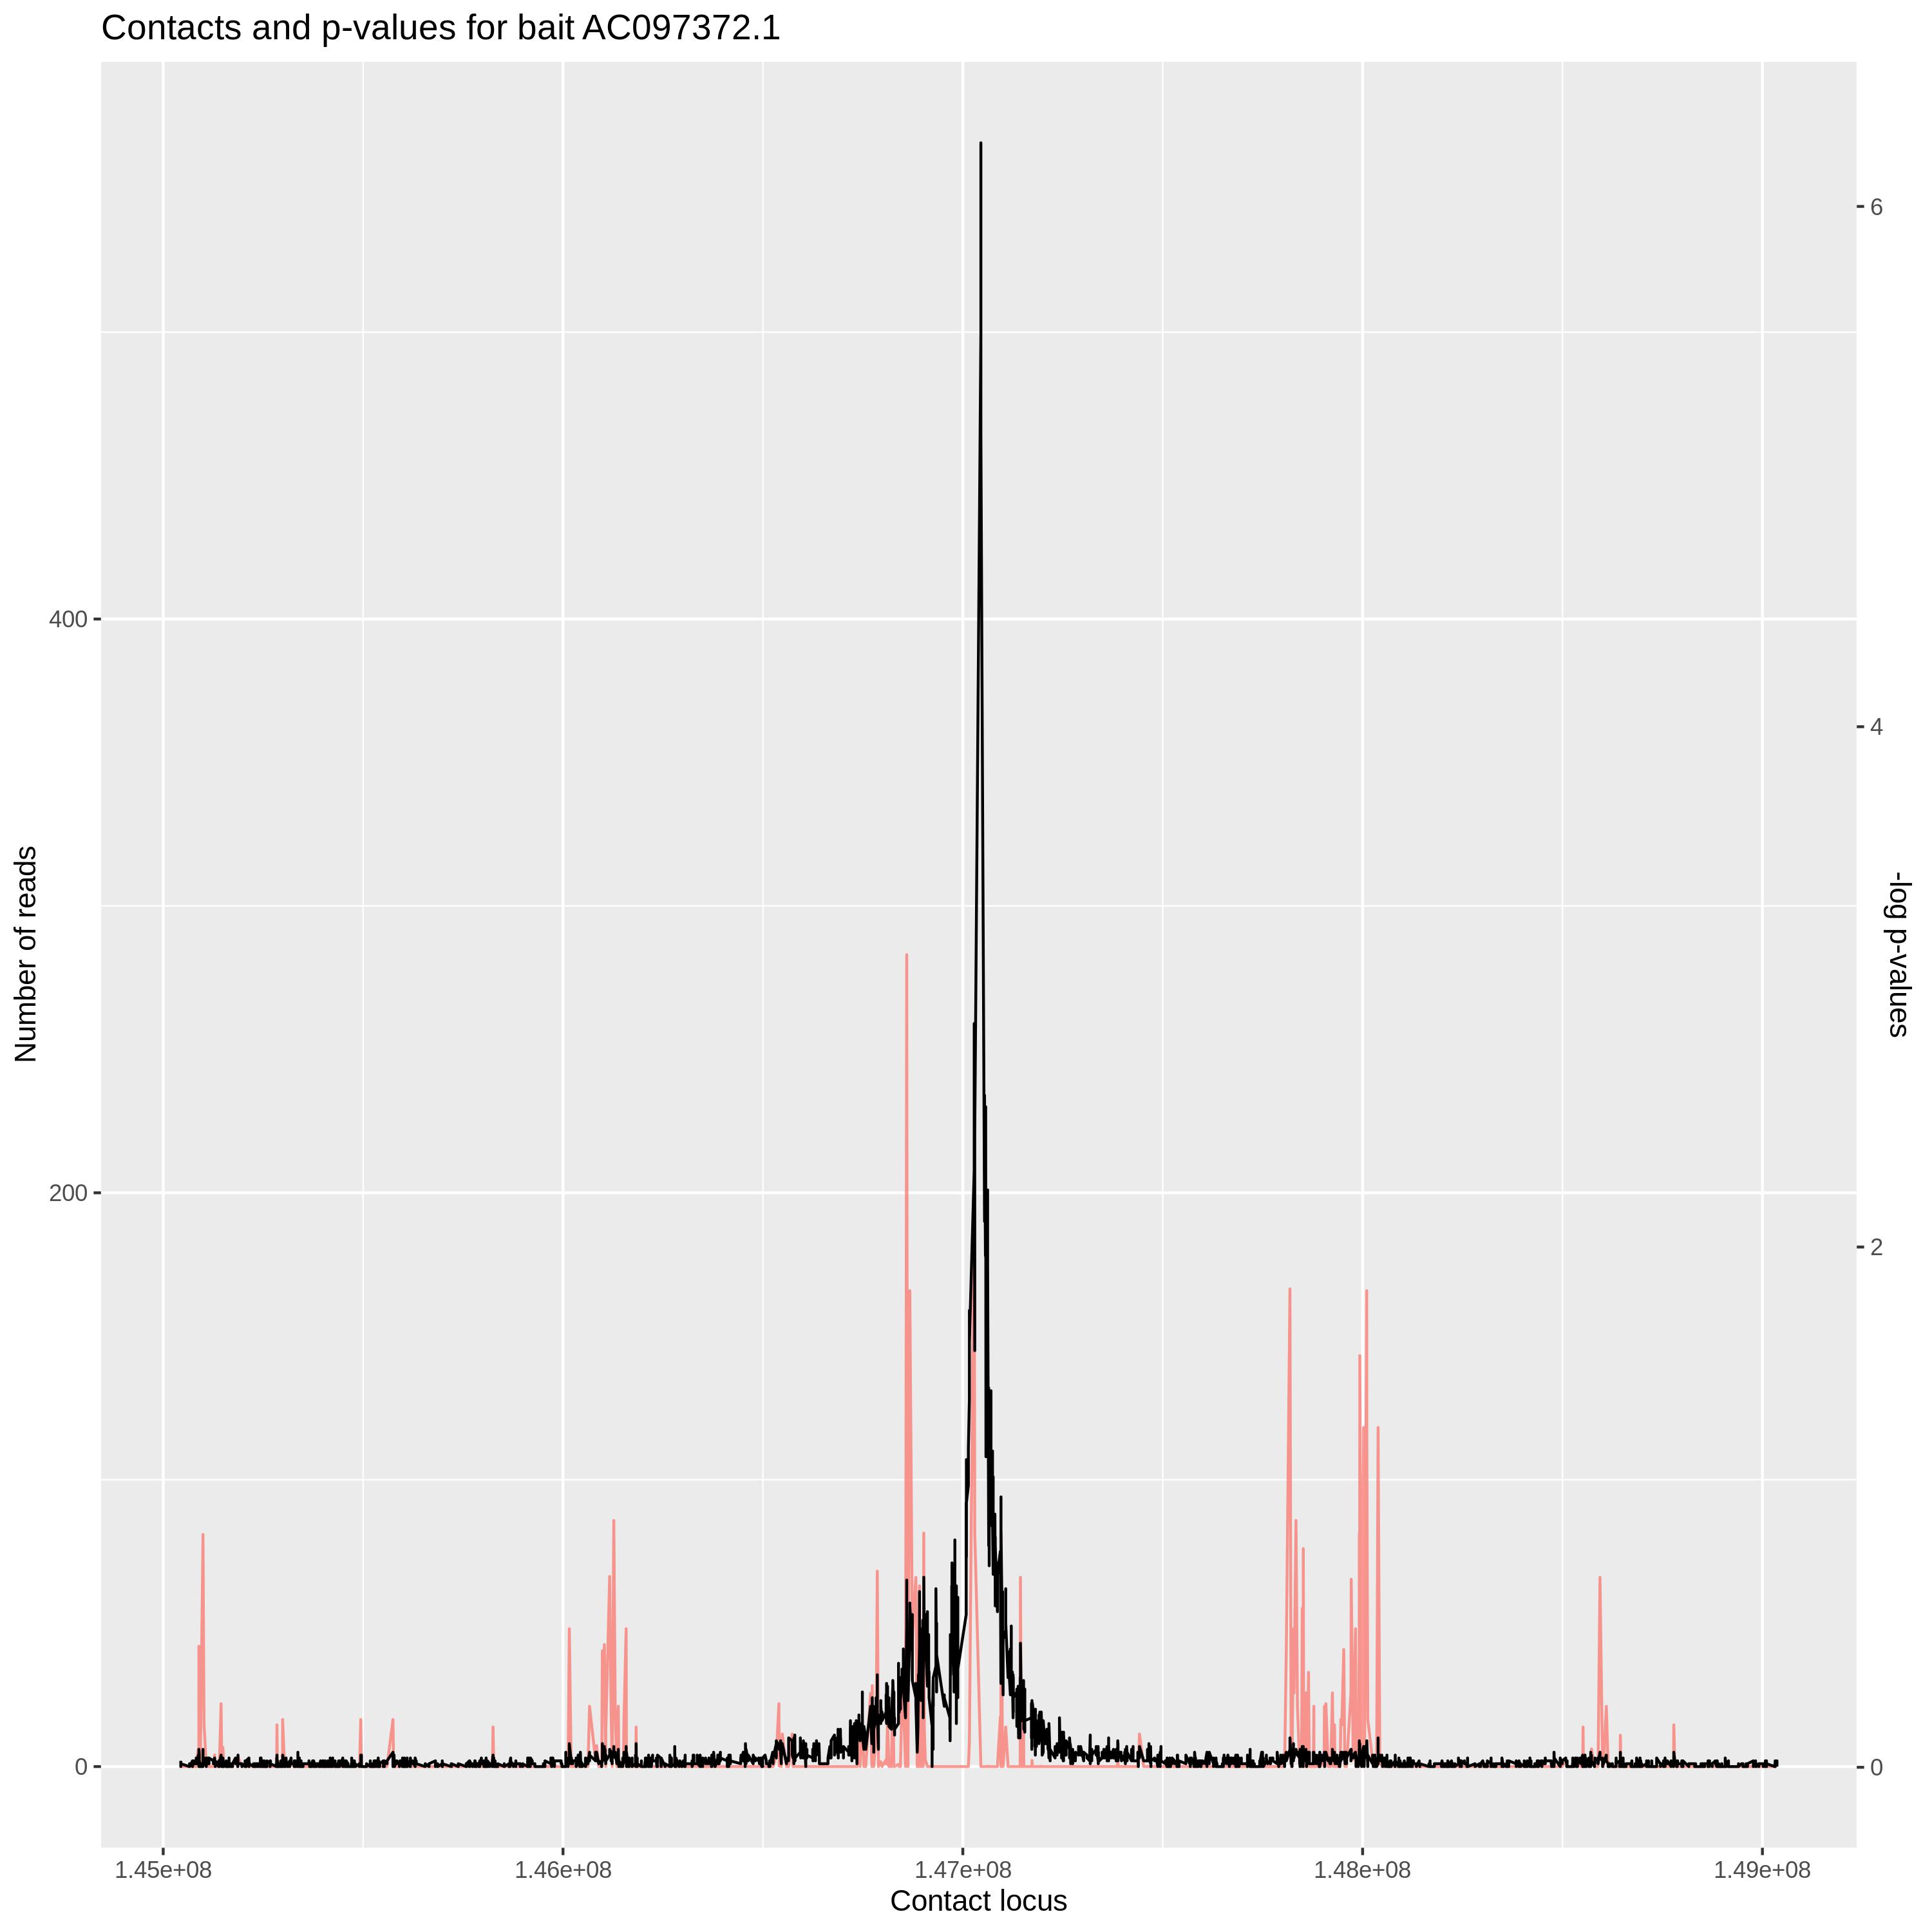 Contacts and p-values for bait AC097372.1
6
400
4
Number of reads
-log p-values
200
2
0
0
1.45e+08 1.46e+08 1.47e+08 1.48e+08 1.49e+08
Contact locus